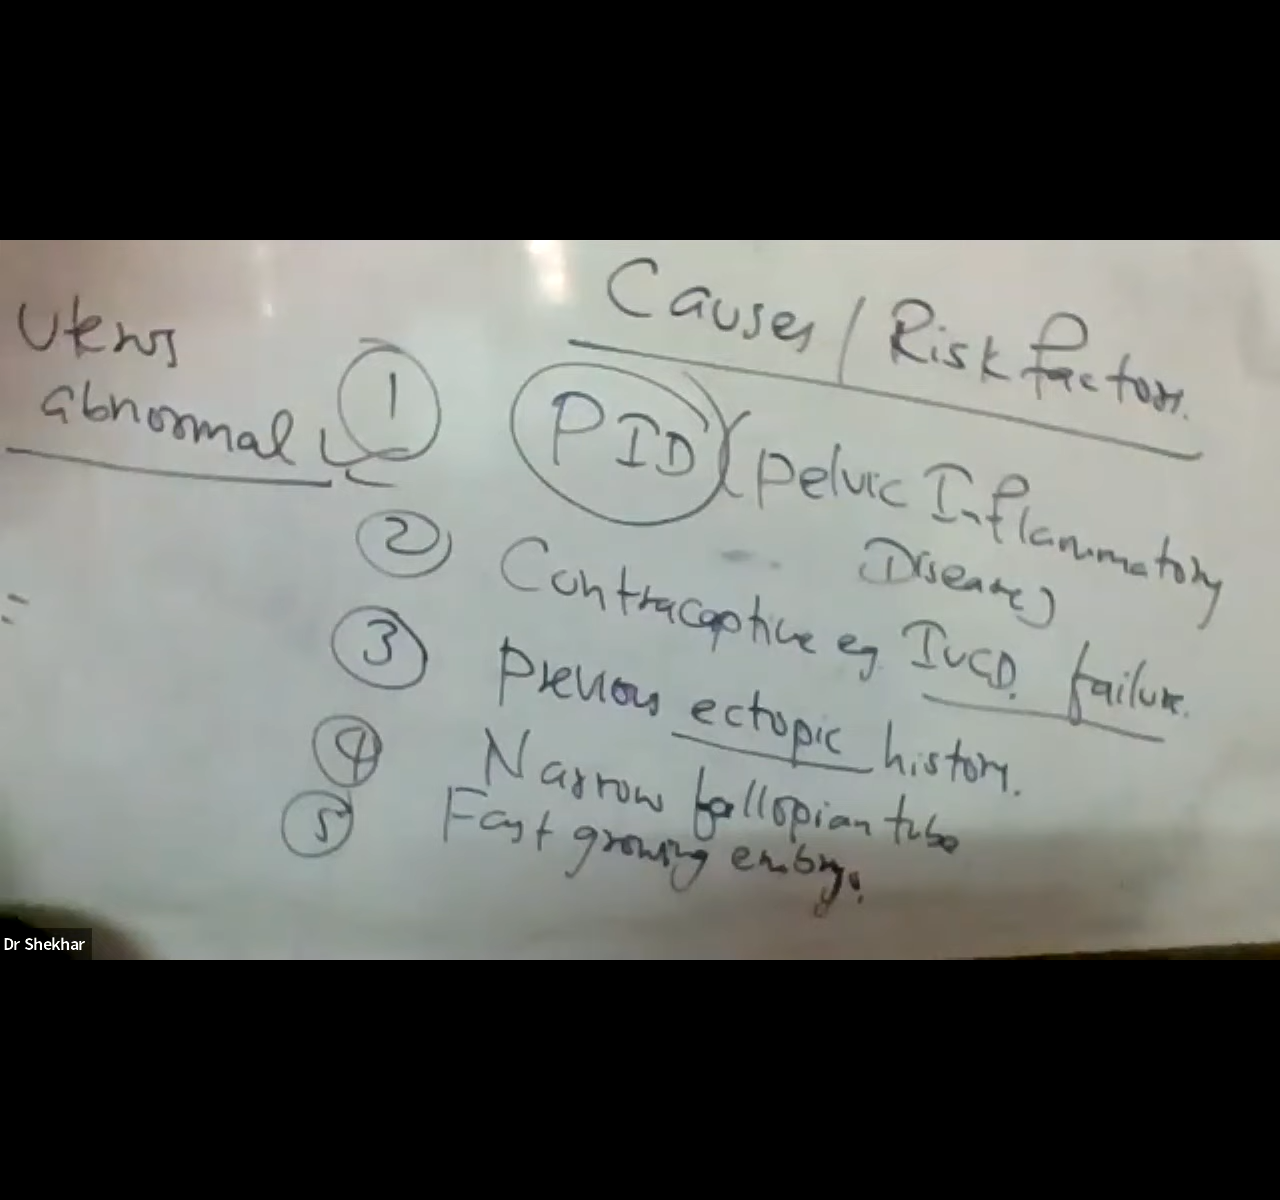 Causes / Risk factors.
Uterus
abnormal
1 PID (Pelvic Inflammatory
Disease)
2 Contraceptive eg IUCD. failure.
3 Previous ectopic history.
4 Narrow fallopian tube
5 Fast growing embryo.
Dr Shekhar